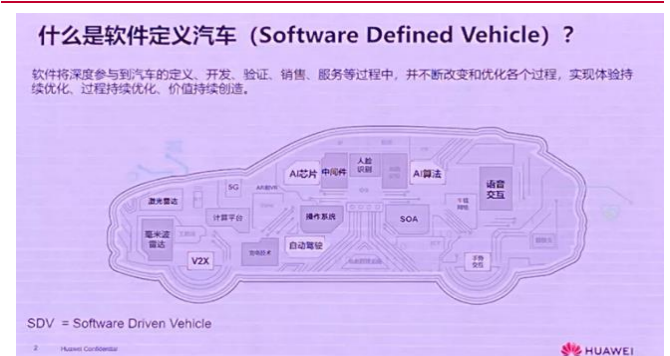 什么是软件定义汽车（Software Defined Vehicle）？
软件将深度参与到汽车的定义、开发、验证、销售、服务等过程中，并不断改变和优化各个过程，实现体验持
续优化、过程持续优化、价值持续创造。
AI芯片
中间件
人脸
识别
AI算法
语音
交互
5G
激光雷达
计算平台
操作系统
SOA
毫米波
雷达
自动驾驶
V2X
手势
交互
SDV = Software Driven Vehicle
2
Huawei Confidential
HUAWEI